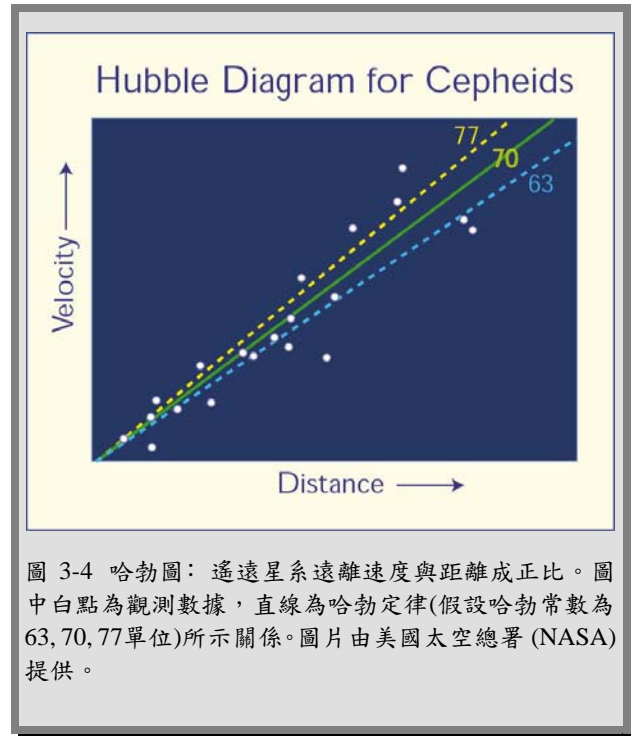 Hubble Diagram for Cepheids
77
70
63
Velocity
Distance
圖 3-4 哈勃圖：遙遠星系遠離速度與距離成正比。圖
中白點為觀測數據，直線為哈勃定律(假設哈勃常數為
63, 70, 77單位)所示關係。圖片由美國太空總署 (NASA)
提供。